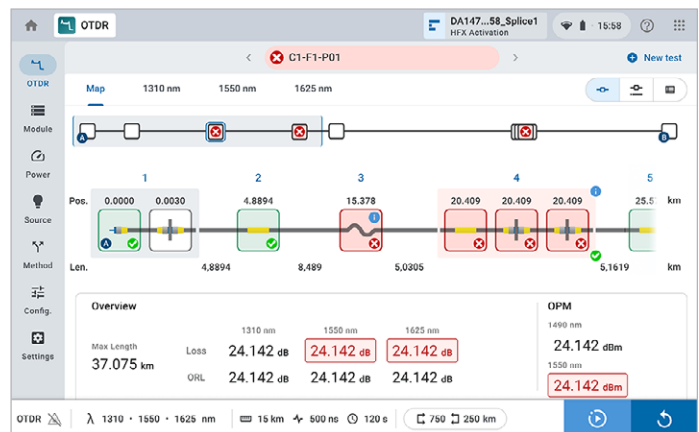 OTDR
DA147...58_Splice1
HFX Activation
15:58
OTDR
C1-F1-P01
New test
Map 1310 nm 1550 nm 1625 nm
Module
A B
Power
1 2 3 4 5
Pos. 0.0000 0.0030 4.8894 15.378 20.409 20.409 20.409 25.5 km
Source
A
Method
Len. 4,8894 8,489 5,0305 5,1619 km
Config.
Settings
Overview
1310 nm 1550 nm 1625 nm
Max Length
37.075 km
Loss 24.142 dB 24.142 dB 24.142 dB
ORL 24.142 dB 24.142 dB 24.142 dB
OPM
1490 nm
24.142 dBm
1550 nm
24.142 dBm
OTDR λ 1310 · 1550 · 1625 nm 15 km 500 ns 120 s 750 250 km